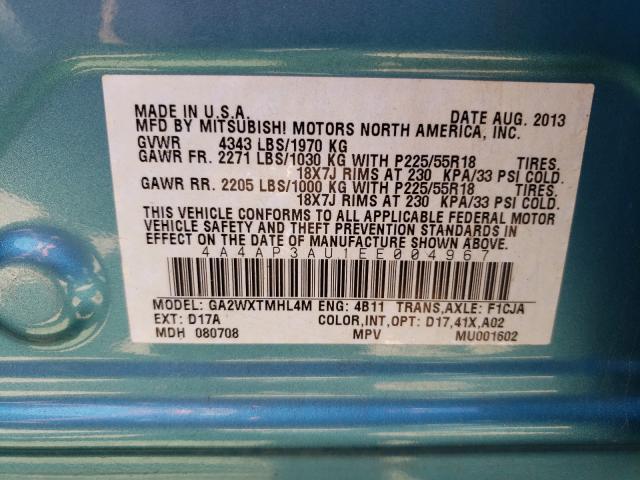 MADE IN U.S.A. DATE AUG. 2013
MFD BY MITSUBISHI MOTORS NORTH AMERICA, INC.
GVWR 4343 LBS/1970 KG
GAWR FR. 2271 LBS/1030 KG WITH P225/55R18 TIRES.
18X7J RIMS AT 230 KPA/33 PSI COLD.
GAWR RR. 2205 LBS/1000 KG WITH P225/55R18 TIRES.
18X7J RIMS AT 230 KPA/33 PSI COLD.
THIS VEHICLE CONFORMS TO ALL APPLICABLE FEDERAL MOTOR
VEHICLE SAFETY AND THEFT PREVENTION STANDARDS IN
EFFECT ON THE DATE OF MANUFACTURE SHOWN ABOVE.
4A4AP3AU1EE004967
MODEL: GA2WXTMHL4M ENG: 4B11 TRANS,AXLE: F1CJA
EXT: D17A COLOR,INT,OPT: D17,41X,A02
MDH 080708 MPV MU001602